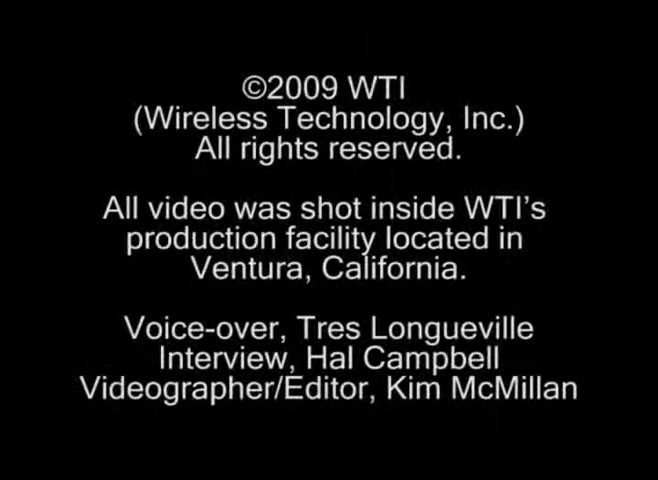 ©2009 WTI
(Wireless Technology, Inc.)
All rights reserved.
All video was shot inside WTI’s
production facility located in
Ventura, California.
Voice-over, Tres Longueville
Interview, Hal Campbell
Videographer/Editor, Kim McMillan